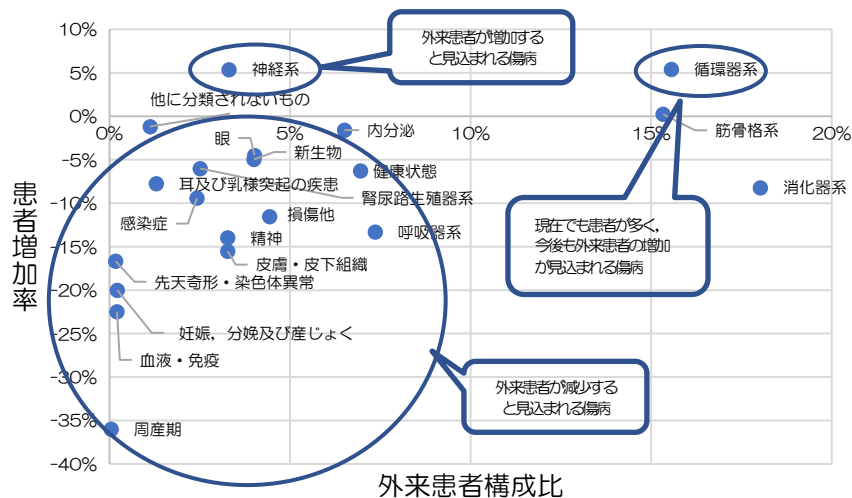 10%
5%
0%
-5%
-10%
-15%
-20%
-25%
-30%
-35%
-40%
0%
5%
10%
15%
20%
患者増加率
外来患者構成比
外来患者が増加する
と見込まれる傷病
神経系
循環器系
他に分類されないもの
内分泌
筋骨格系
眼
新生物
健康状態
耳及び乳様突起の疾患
腎尿路生殖器系
消化器系
感染症
損傷他
呼吸器系
精神
皮膚・皮下組織
先天奇形・染色体異常
妊娠，分娩及び産じょく
血液・免疫
周産期
現在でも患者が多く，
今後も外来患者の増加
が見込まれる傷病
外来患者が減少する
と見込まれる傷病